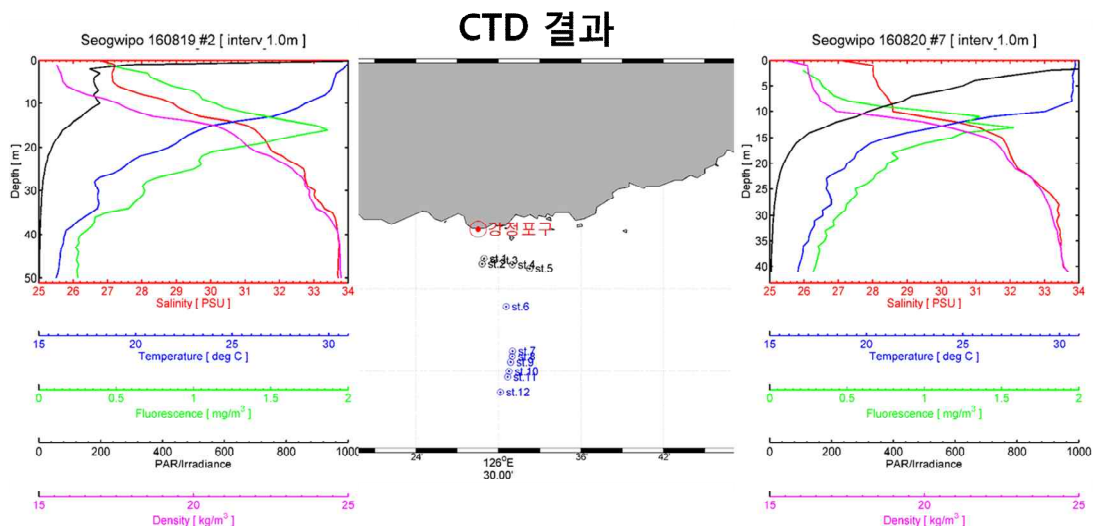 CTD 결과
Seogwipo 160819_#2 [ interv_1.0m ]
0
10
20
30
40
50
Depth [ m ]
25 26 27 28 29 30 31 32 33 34
Salinity [ PSU ]
15 20 25 30
Temperature [ deg C ]
0 0.5 1 1.5 2
Fluorescence [ mg/m³ ]
0 200 400 600 800 1000
PAR/Irradiance
15 20 25
Density [ kg/m³ ]
강정포구
st.2
st.4
st.5
st.6
st.7
st.8
st.9
st.10
st.11
st.12
24' 126°E 36' 42'
30.00'
Seogwipo 160820_#7 [ interv_1.0m ]
0
5
10
15
20
25
30
35
40
Depth [ m ]
25 26 27 28 29 30 31 32 33 34
Salinity [ PSU ]
15 20 25 30
Temperature [ deg C ]
0 0.5 1 1.5 2
Fluorescence [ mg/m³ ]
0 200 400 600 800 1000
PAR/Irradiance
15 20 25
Density [ kg/m³ ]